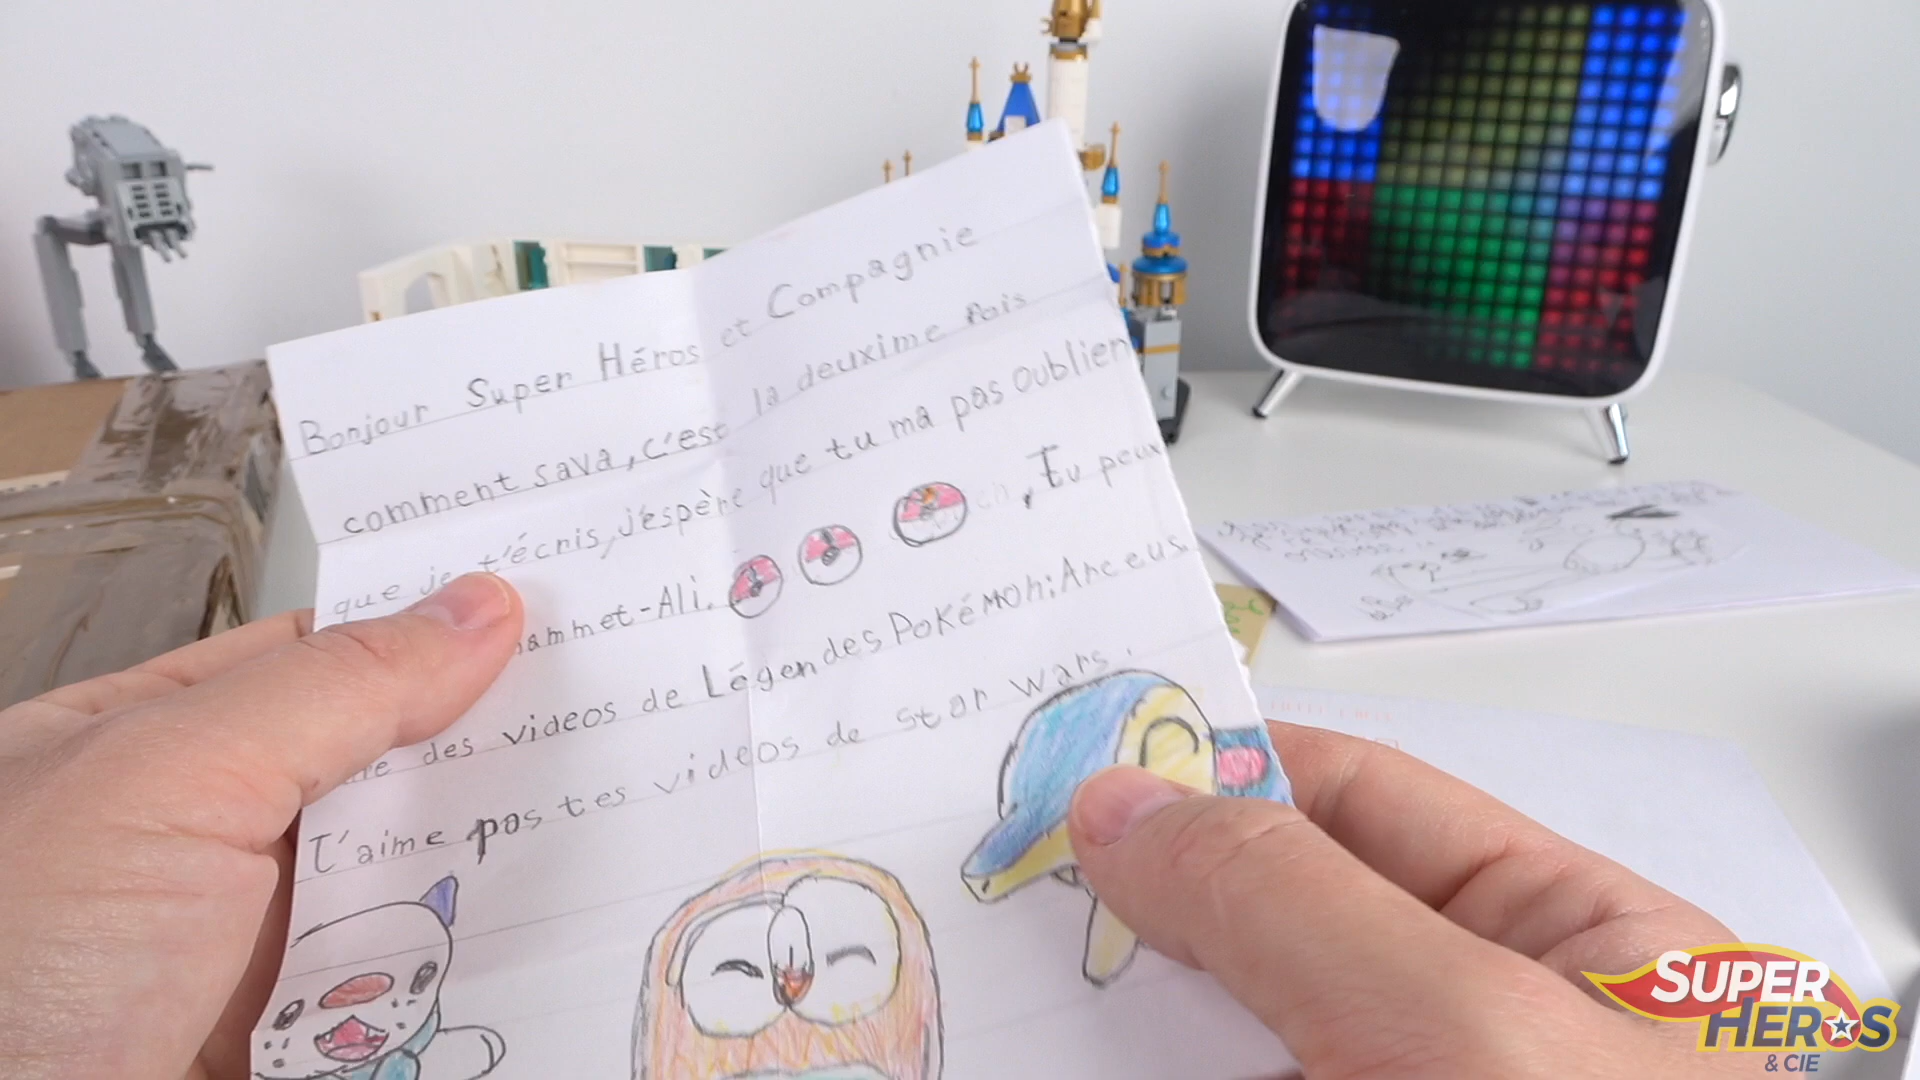 Bonjour Super Héros et Compagnie
comment sava, c'est la deuxime fois
que je t'écris, j'espère que tu ma pas oublier
ammet-Ali. , Tu peux
des videos de Légendes Pokémon: Arceus.
T'aime pas tes videos de star wars.
SUPER
HEROS
& CIE